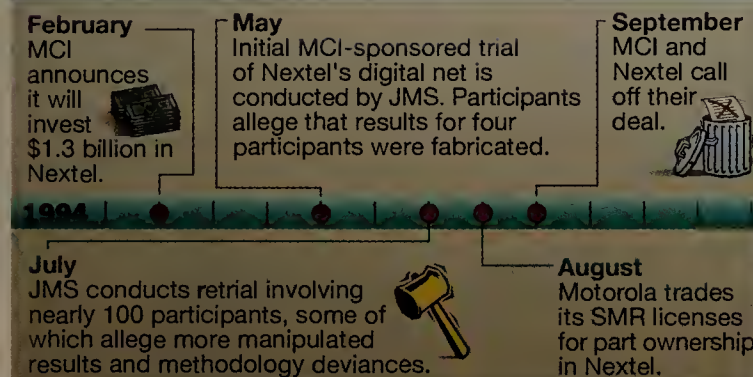 February
MCI
announces
it will
invest
$1.3 billion in
Nextel.
May
Initial MCI-sponsored trial
of Nextel's digital net is
conducted by JMS. Participants
allege that results for four
participants were fabricated.
September
MCI and
Nextel call
off their
deal.
1994
July
JMS conducts retrial involving
nearly 100 participants, some of
which allege more manipulated
results and methodology deviances.
August
Motorola trades
its SMR licenses
for part ownership
in Nextel.